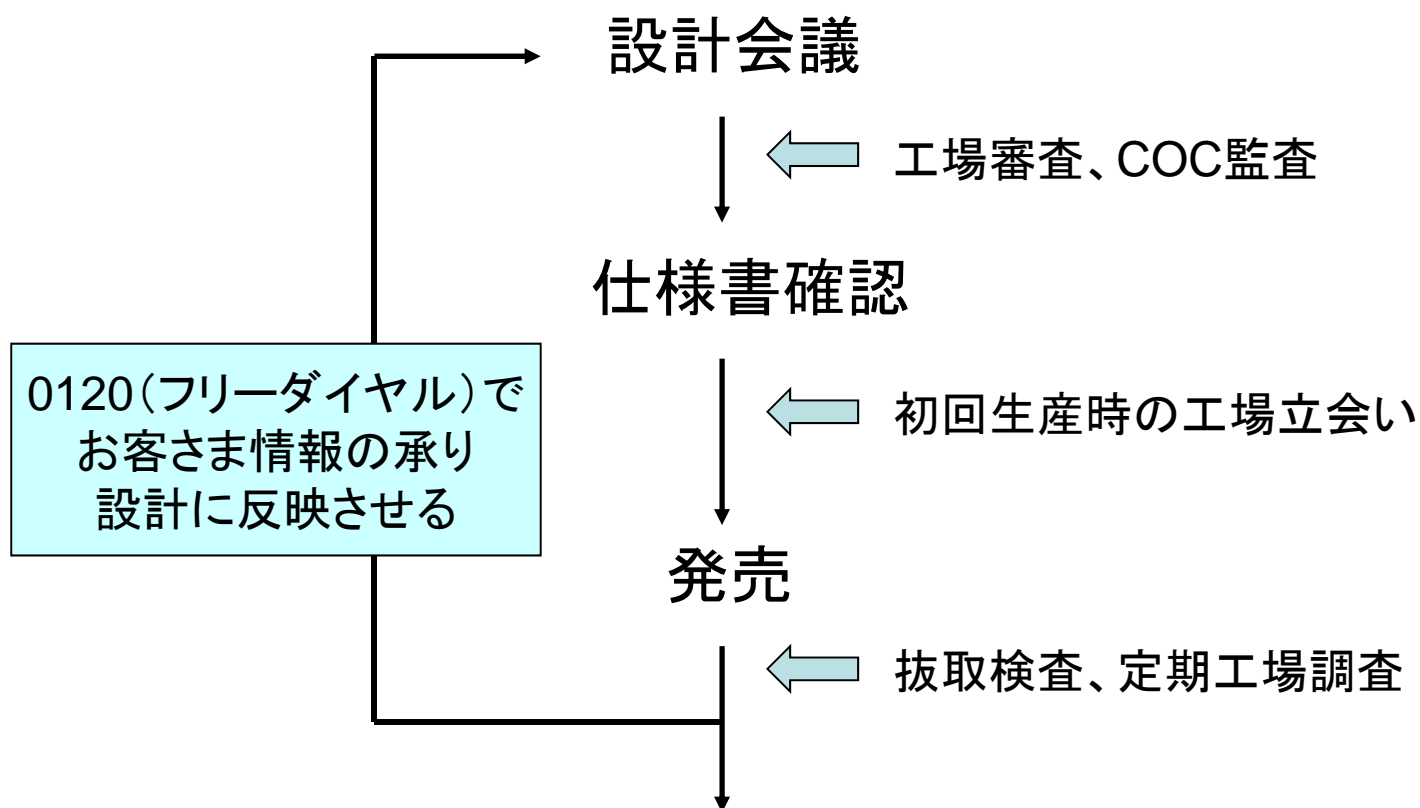 設計会議
工場審査、COC監査
仕様書確認
0120(フリーダイヤル)で
お客さま情報の承り
設計に反映させる
初回生産時の工場立会い
発売
抜取検査、定期工場調査